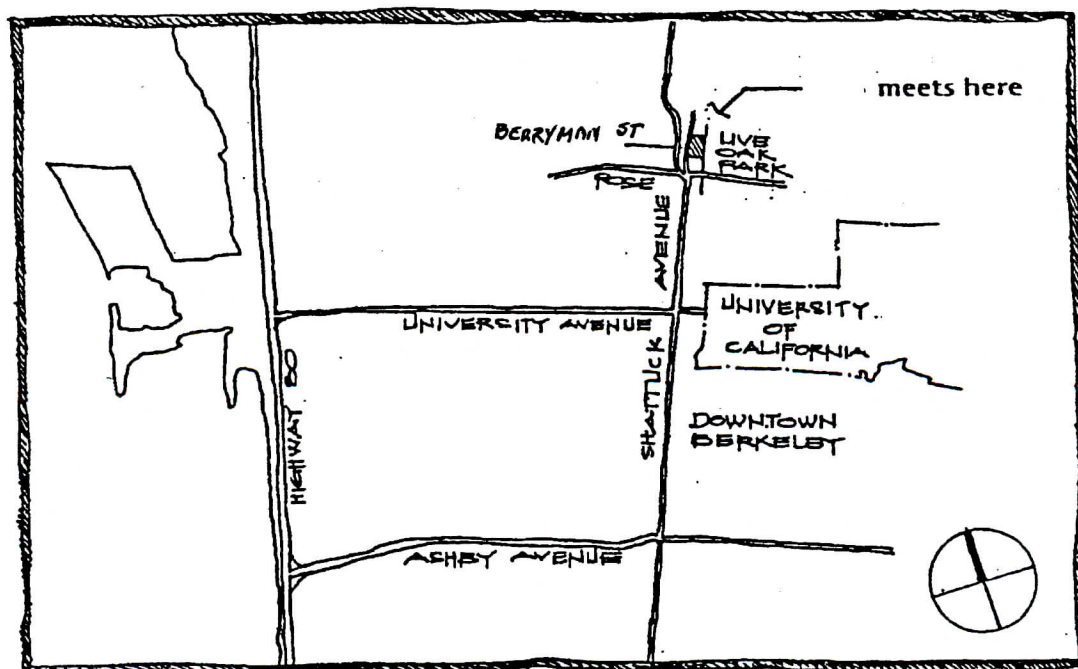 meets here
BERRYMAN ST
LIVE
OAK
PARK
ROSE
SHATTUCK AVENUE
UNIVERSITY AVENUE
UNIVERSITY
OF
CALIFORNIA
HIGHWAY 80
DOWNTOWN
BERKELEY
ASHBY AVENUE